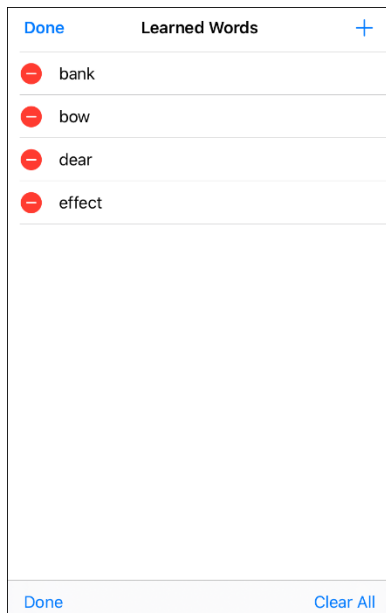 Done Learned Words +
bank
bow
dear
effect
Done Clear All